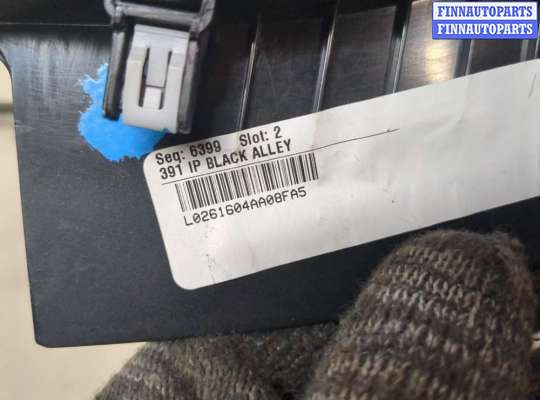 FINNAUTOPARTS
FINNAUTOPARTS
Seq: 6399 Slot: 2
391 IP BLACK ALLEY
L0261604AA08FA5